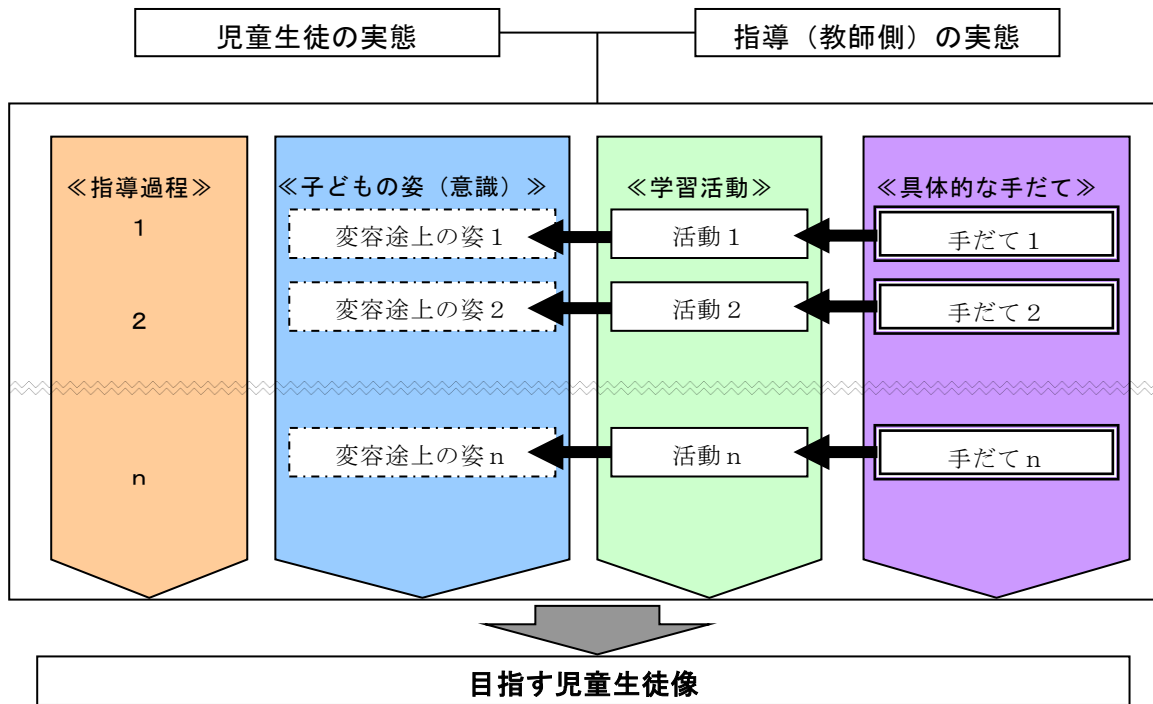 児童生徒の実態
指導（教師側）の実態
≪指導過程≫
≪子どもの姿（意識）≫
≪学習活動≫
≪具体的な手だて≫
1
変容途上の姿１
活動１
手だて１
2
変容途上の姿２
活動２
手だて２
n
変容途上の姿ｎ
活動ｎ
手だてｎ
目指す児童生徒像